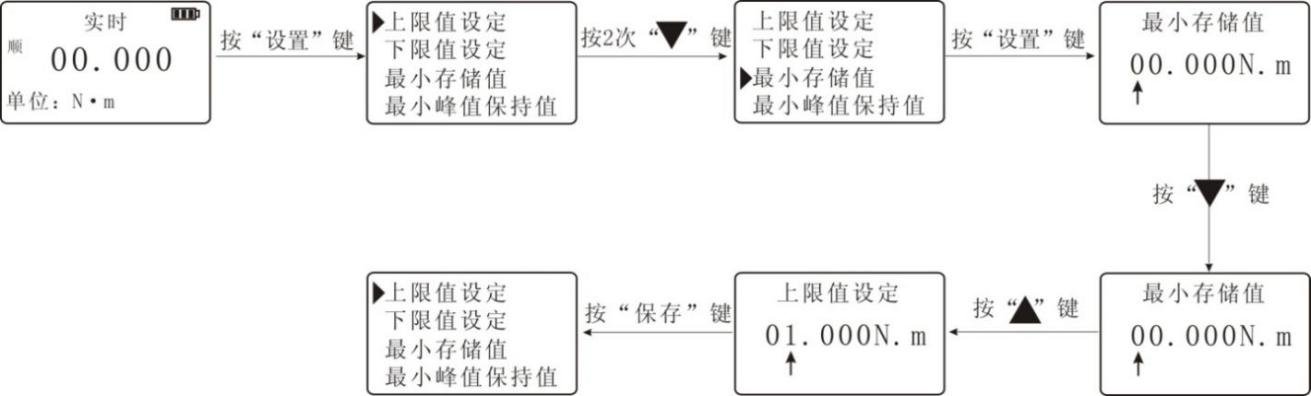 实时
顺
00.000
单位：N·m
按“设置”键
上限值设定
下限值设定
最小存储值
最小峰值保持值
按2次“▼”键
上限值设定
下限值设定
最小存储值
最小峰值保持值
按“设置”键
最小存储值
00.000N.m
按“▼”键
最小存储值
00.000N.m
按“▲”键
上限值设定
01.000N.m
按“保存”键
上限值设定
下限值设定
最小存储值
最小峰值保持值